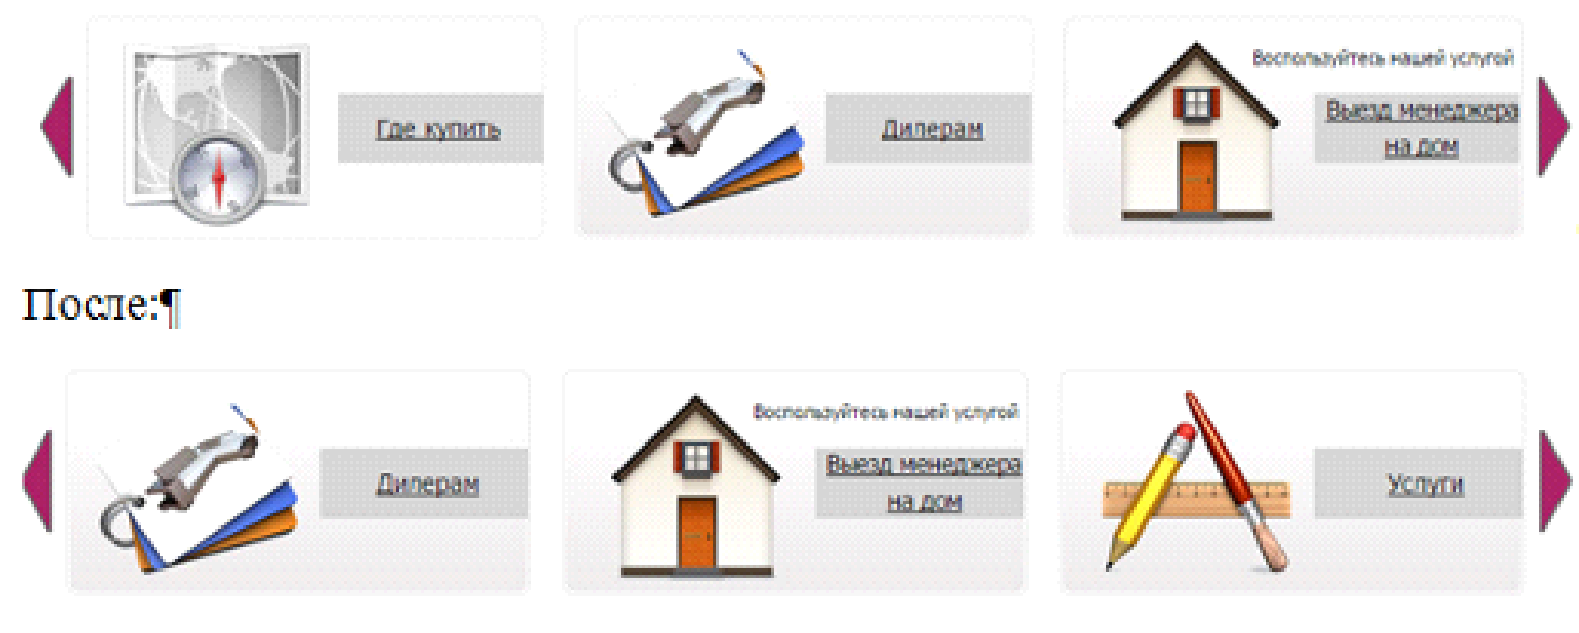 Где купить
Дилерам
Воспользуйтесь нашей услугой
Выезд менеджера
на дом
После:¶
Дилерам
Воспользуйтесь нашей услугой
Выезд менеджера
на дом
Услуги